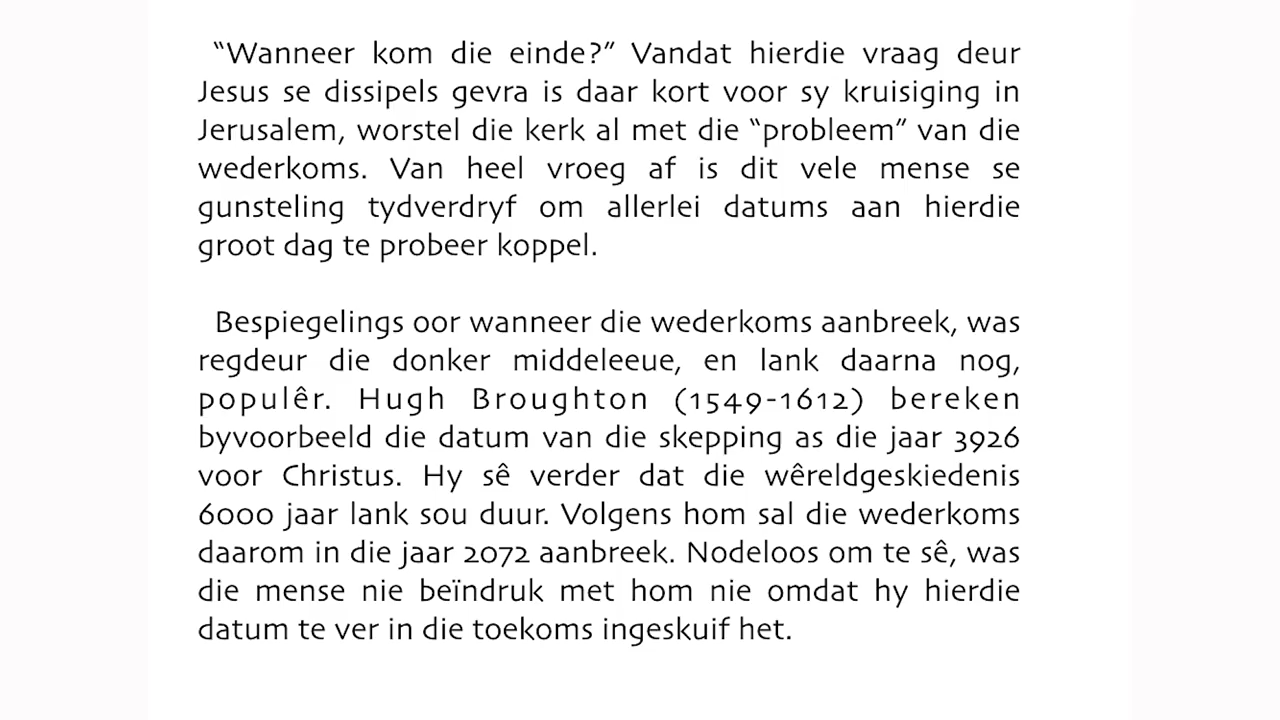 “Wanneer kom die einde?” Vandat hierdie vraag deur
Jesus se dissipels gevra is daar kort voor sy kruisiging in
Jerusalem, worstel die kerk al met die “probleem” van die
wederkoms. Van heel vroeg af is dit vele mense se
gunsteling tydverdryf om allerlei datums aan hierdie
groot dag te probeer koppel.
Bespiegelings oor wanneer die wederkoms aanbreek, was
regdeur die donker middeleeue, en lank daarna nog,
populêr. Hugh Broughton (1549-1612) bereken
byvoorbeeld die datum van die skepping as die jaar 3926
voor Christus. Hy sê verder dat die wêreldgeskiedenis
6000 jaar lank sou duur. Volgens hom sal die wederkoms
daarom in die jaar 2072 aanbreek. Nodeloos om te sê, was
die mense nie beïndruk met hom nie omdat hy hierdie
datum te ver in die toekoms ingeskuif het.